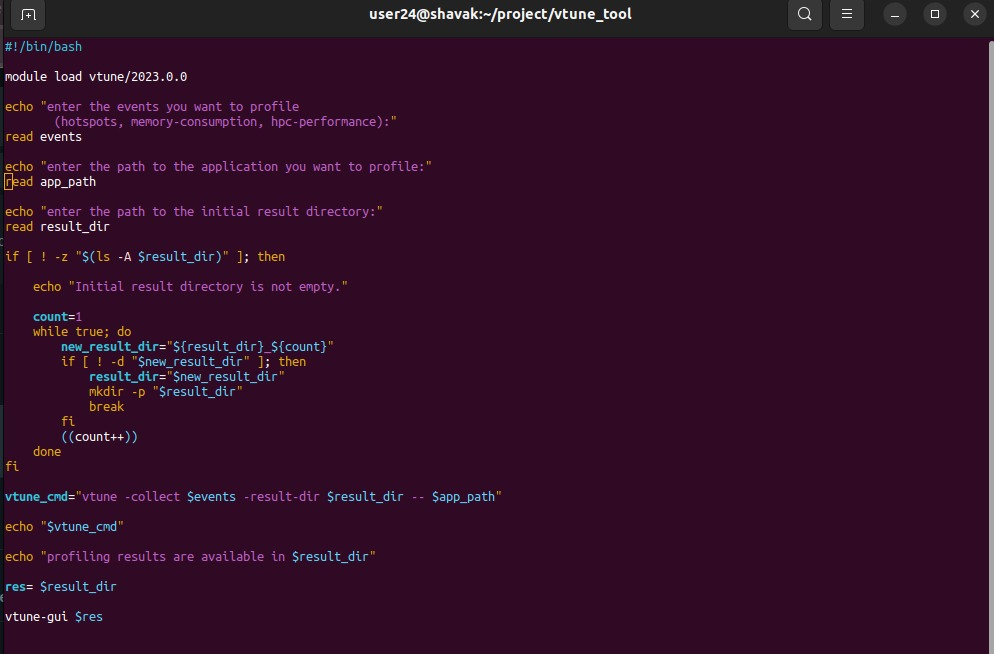 user24@shavak:~/project/vtune_tool
#!/bin/bash
module load vtune/2023.0.0
echo "enter the events you want to profile
(hotspots, memory-consumption, hpc-performance):"
read events
echo "enter the path to the application you want to profile:"
read app_path
echo "enter the path to the initial result directory:"
read result_dir
if [ ! -z "$(ls -A $result_dir)" ]; then
echo "Initial result directory is not empty."
count=1
while true; do
new_result_dir="${result_dir}_${count}"
if [ ! -d "$new_result_dir" ]; then
result_dir="$new_result_dir"
mkdir -p "$result_dir"
break
fi
((count++))
done
fi
vtune_cmd="vtune -collect $events -result-dir $result_dir -- $app_path"
echo "$vtune_cmd"
echo "profiling results are available in $result_dir"
res= $result_dir
vtune-gui $res